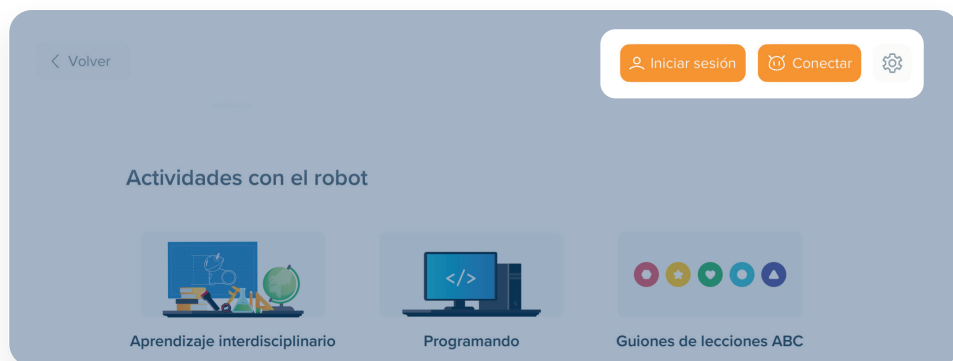 Volver
Iniciar sesión
Conectar
Actividades con el robot
</>
Aprendizaje interdisciplinario
Programando
Guiones de lecciones ABC